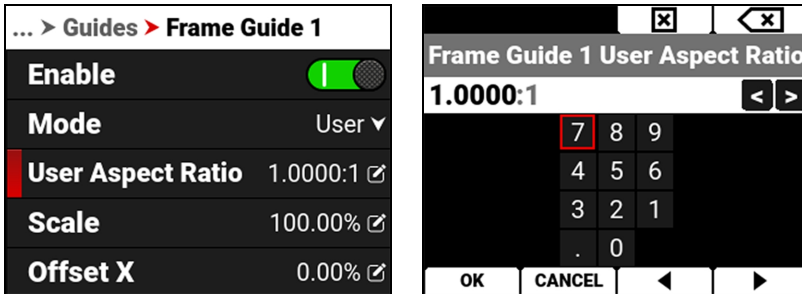 ... > Guides > Frame Guide 1
Enable
Mode User
User Aspect Ratio 1.0000:1
Scale 100.00%
Offset X 0.00%
Frame Guide 1 User Aspect Ratio
1.0000:1 < >
7 8 9
4 5 6
3 2 1
. 0
OK CANCEL